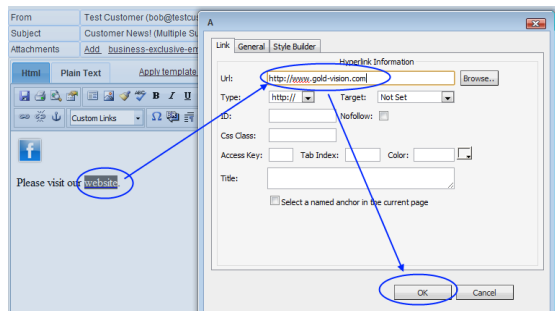 From Test Customer (bob@testcu
Subject Customer News! (Multiple Su
Attachments Add business-exclusive-em
Html Plain Text Apply template
B I U
Custom Links Ω
f
Please visit our website.
A
Link General Style Builder
Hyperlink Information
Url: http://www.gold-vision.com Browse..
Type: http:// Target: Not Set
ID: Nofollow:
Css Class:
Access Key: Tab Index: Color:
Title:
Select a named anchor in the current page
OK Cancel